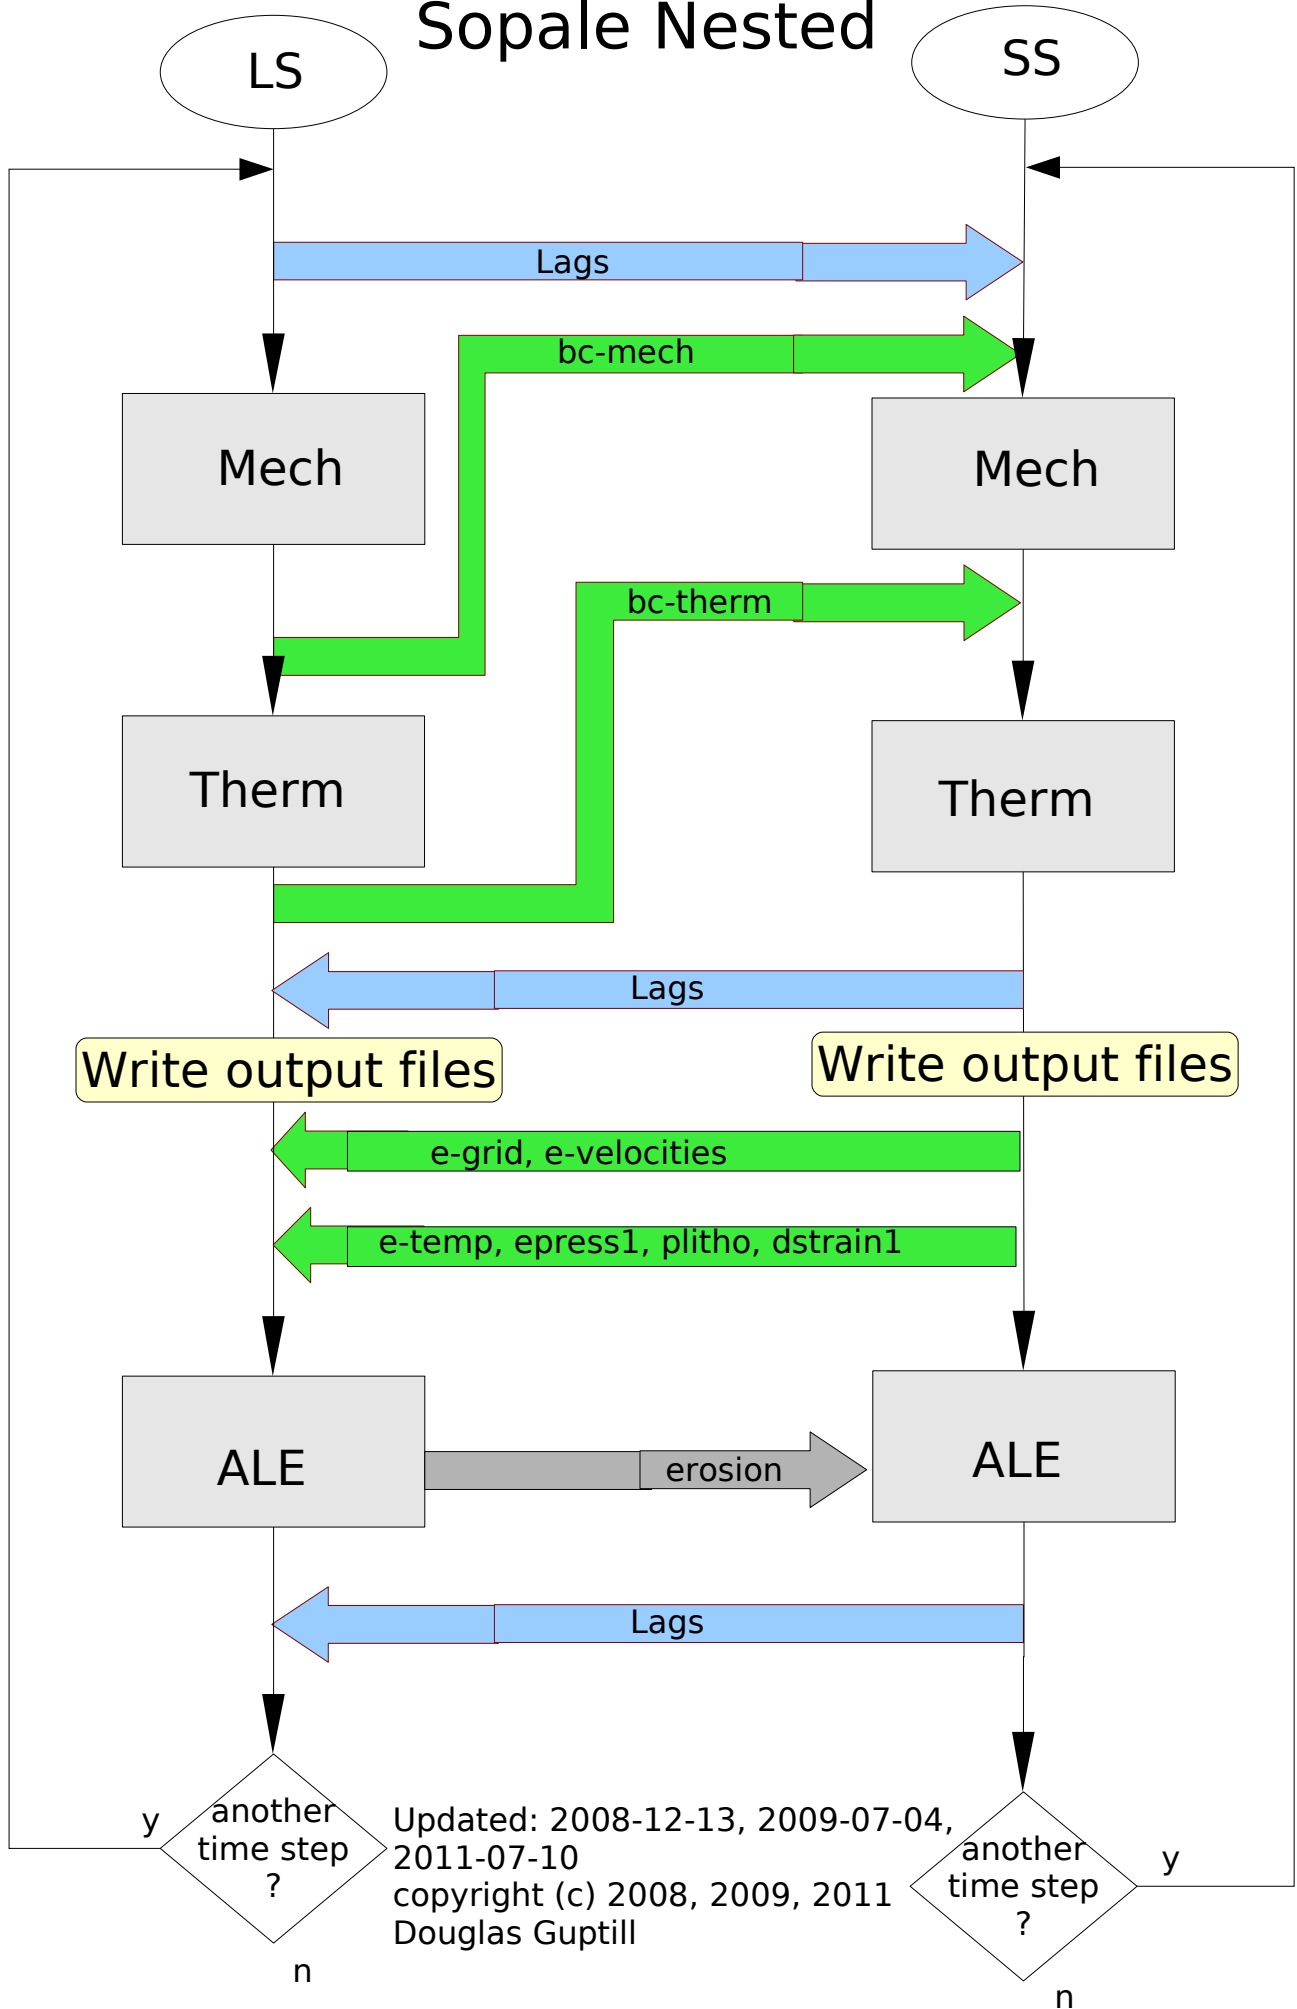 Sopale Nested
LS
SS
Lags
bc-mech
Mech
Mech
bc-therm
Therm
Therm
Lags
Write output files
Write output files
e-grid, e-velocities
e-temp, epress1, plitho, dstrain1
ALE
erosion
ALE
Lags
another
time step
?
y
n
Updated: 2008-12-13, 2009-07-04,
2011-07-10
copyright (c) 2008, 2009, 2011
Douglas Guptill
another
time step
?
y
n